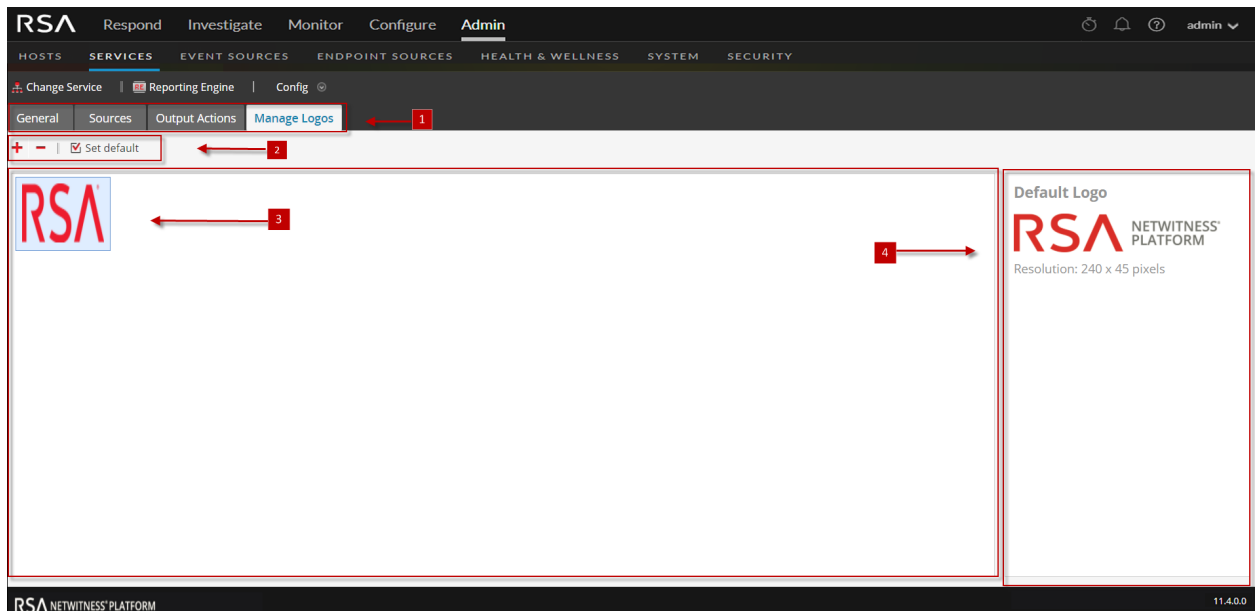 RSA Respond Investigate Monitor Configure Admin admin
HOSTS SERVICES EVENT SOURCES ENDPOINT SOURCES HEALTH & WELLNESS SYSTEM SECURITY
Change Service | RE Reporting Engine | Config
General Sources Output Actions Manage Logos 1
+ - | Set default 2
RSA
3
4
Default Logo
RSA NETWITNESS® PLATFORM
Resolution: 240 x 45 pixels
RSA NETWITNESS® PLATFORM 11.4.0.0